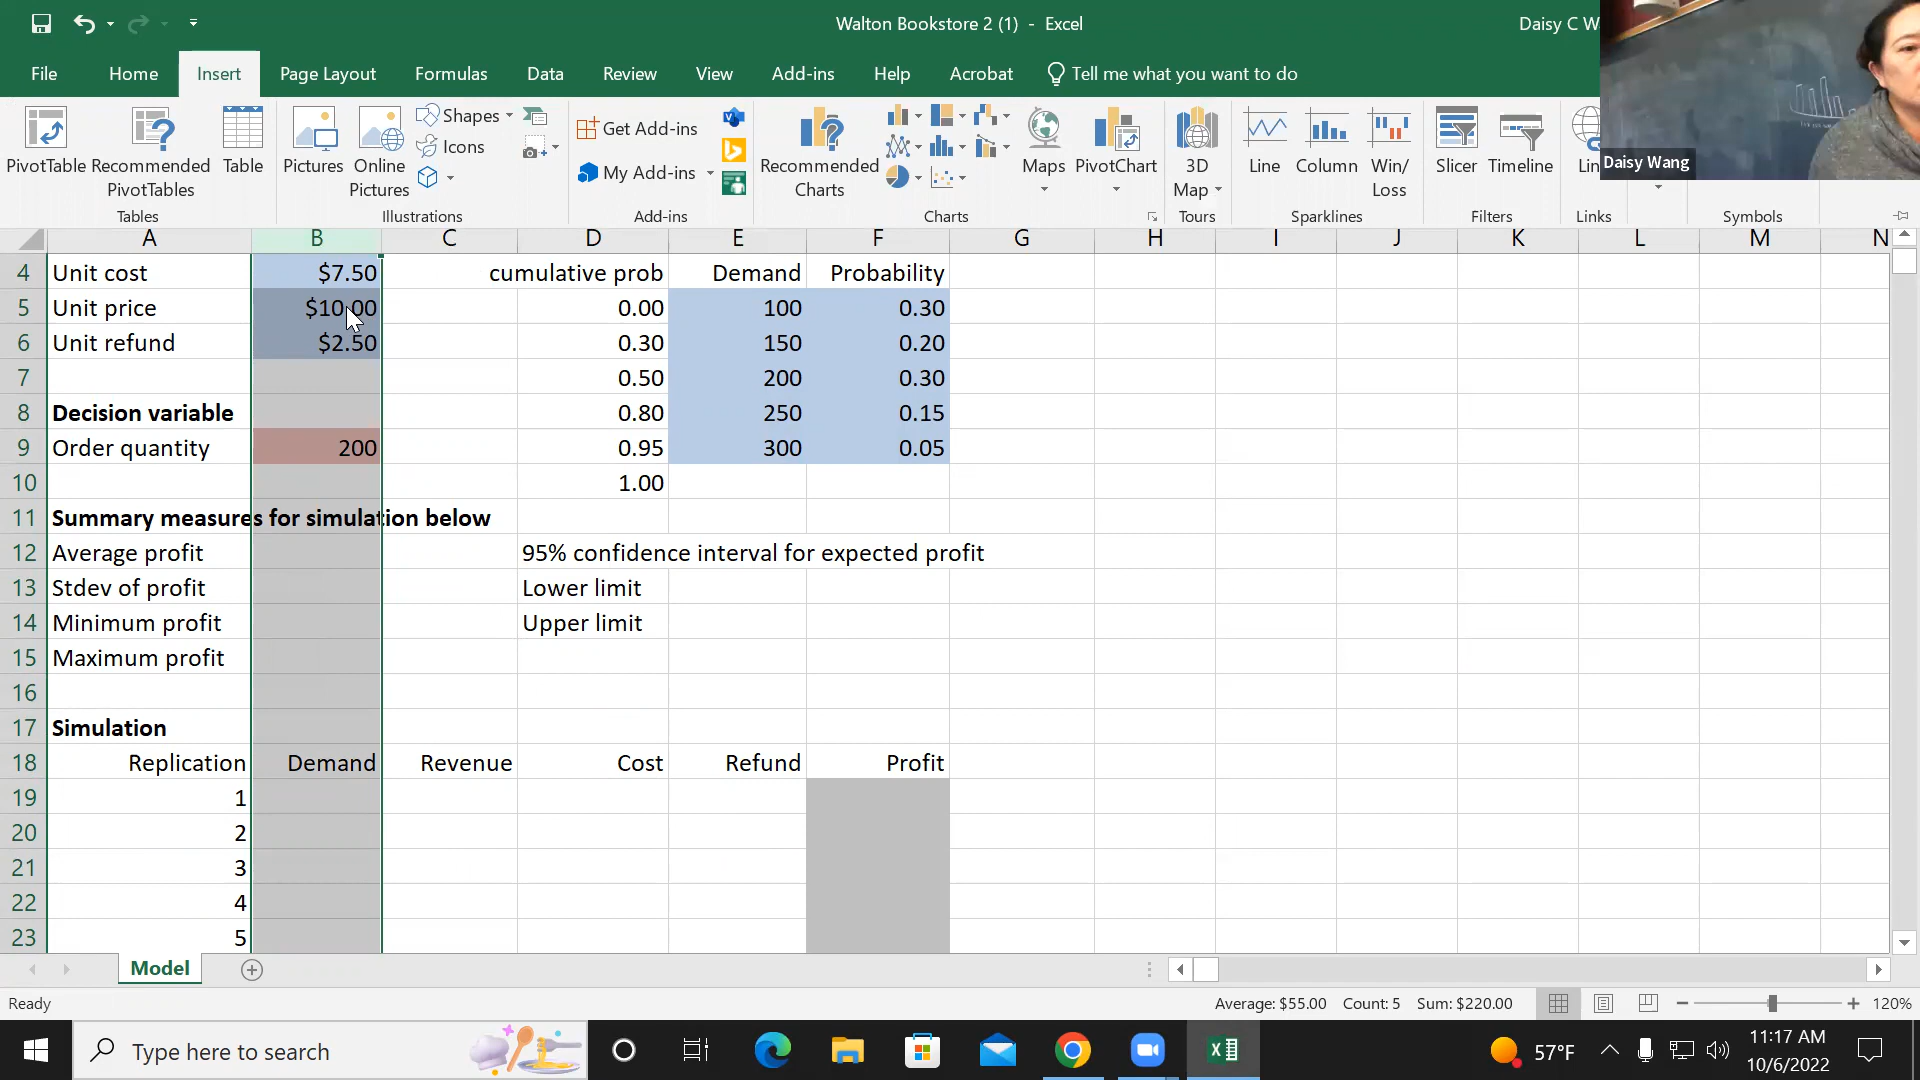 Walton Bookstore 2 (1) - Excel
Daisy C W
File Home Insert Page Layout Formulas Data Review View Add-ins Help Acrobat Tell me what you want to do
PivotTable Recommended PivotTables Table
Tables
Pictures Online Pictures Shapes Icons
Illustrations
Get Add-ins
My Add-ins
Add-ins
Recommended Charts Maps PivotChart
Charts
3D Map
Tours
Line Column Win/Loss
Sparklines
Slicer Timeline
Filters
Lin
Links
Symbols
Daisy Wang
A B C D E F G H I J K L M N
4 Unit cost $7.50 cumulative prob Demand Probability
5 Unit price $10.00 0.00 100 0.30
6 Unit refund $2.50 0.30 150 0.20
7 0.50 200 0.30
8 Decision variable 0.80 250 0.15
9 Order quantity 200 0.95 300 0.05
10 1.00
11 Summary measures for simulation below
12 Average profit 95% confidence interval for expected profit
13 Stdev of profit Lower limit
14 Minimum profit Upper limit
15 Maximum profit
16
17 Simulation
18 Replication Demand Revenue Cost Refund Profit
19 1
20 2
21 3
22 4
23 5
Model
Ready Average: $55.00 Count: 5 Sum: $220.00 120%
Type here to search 57°F 11:17 AM
10/6/2022